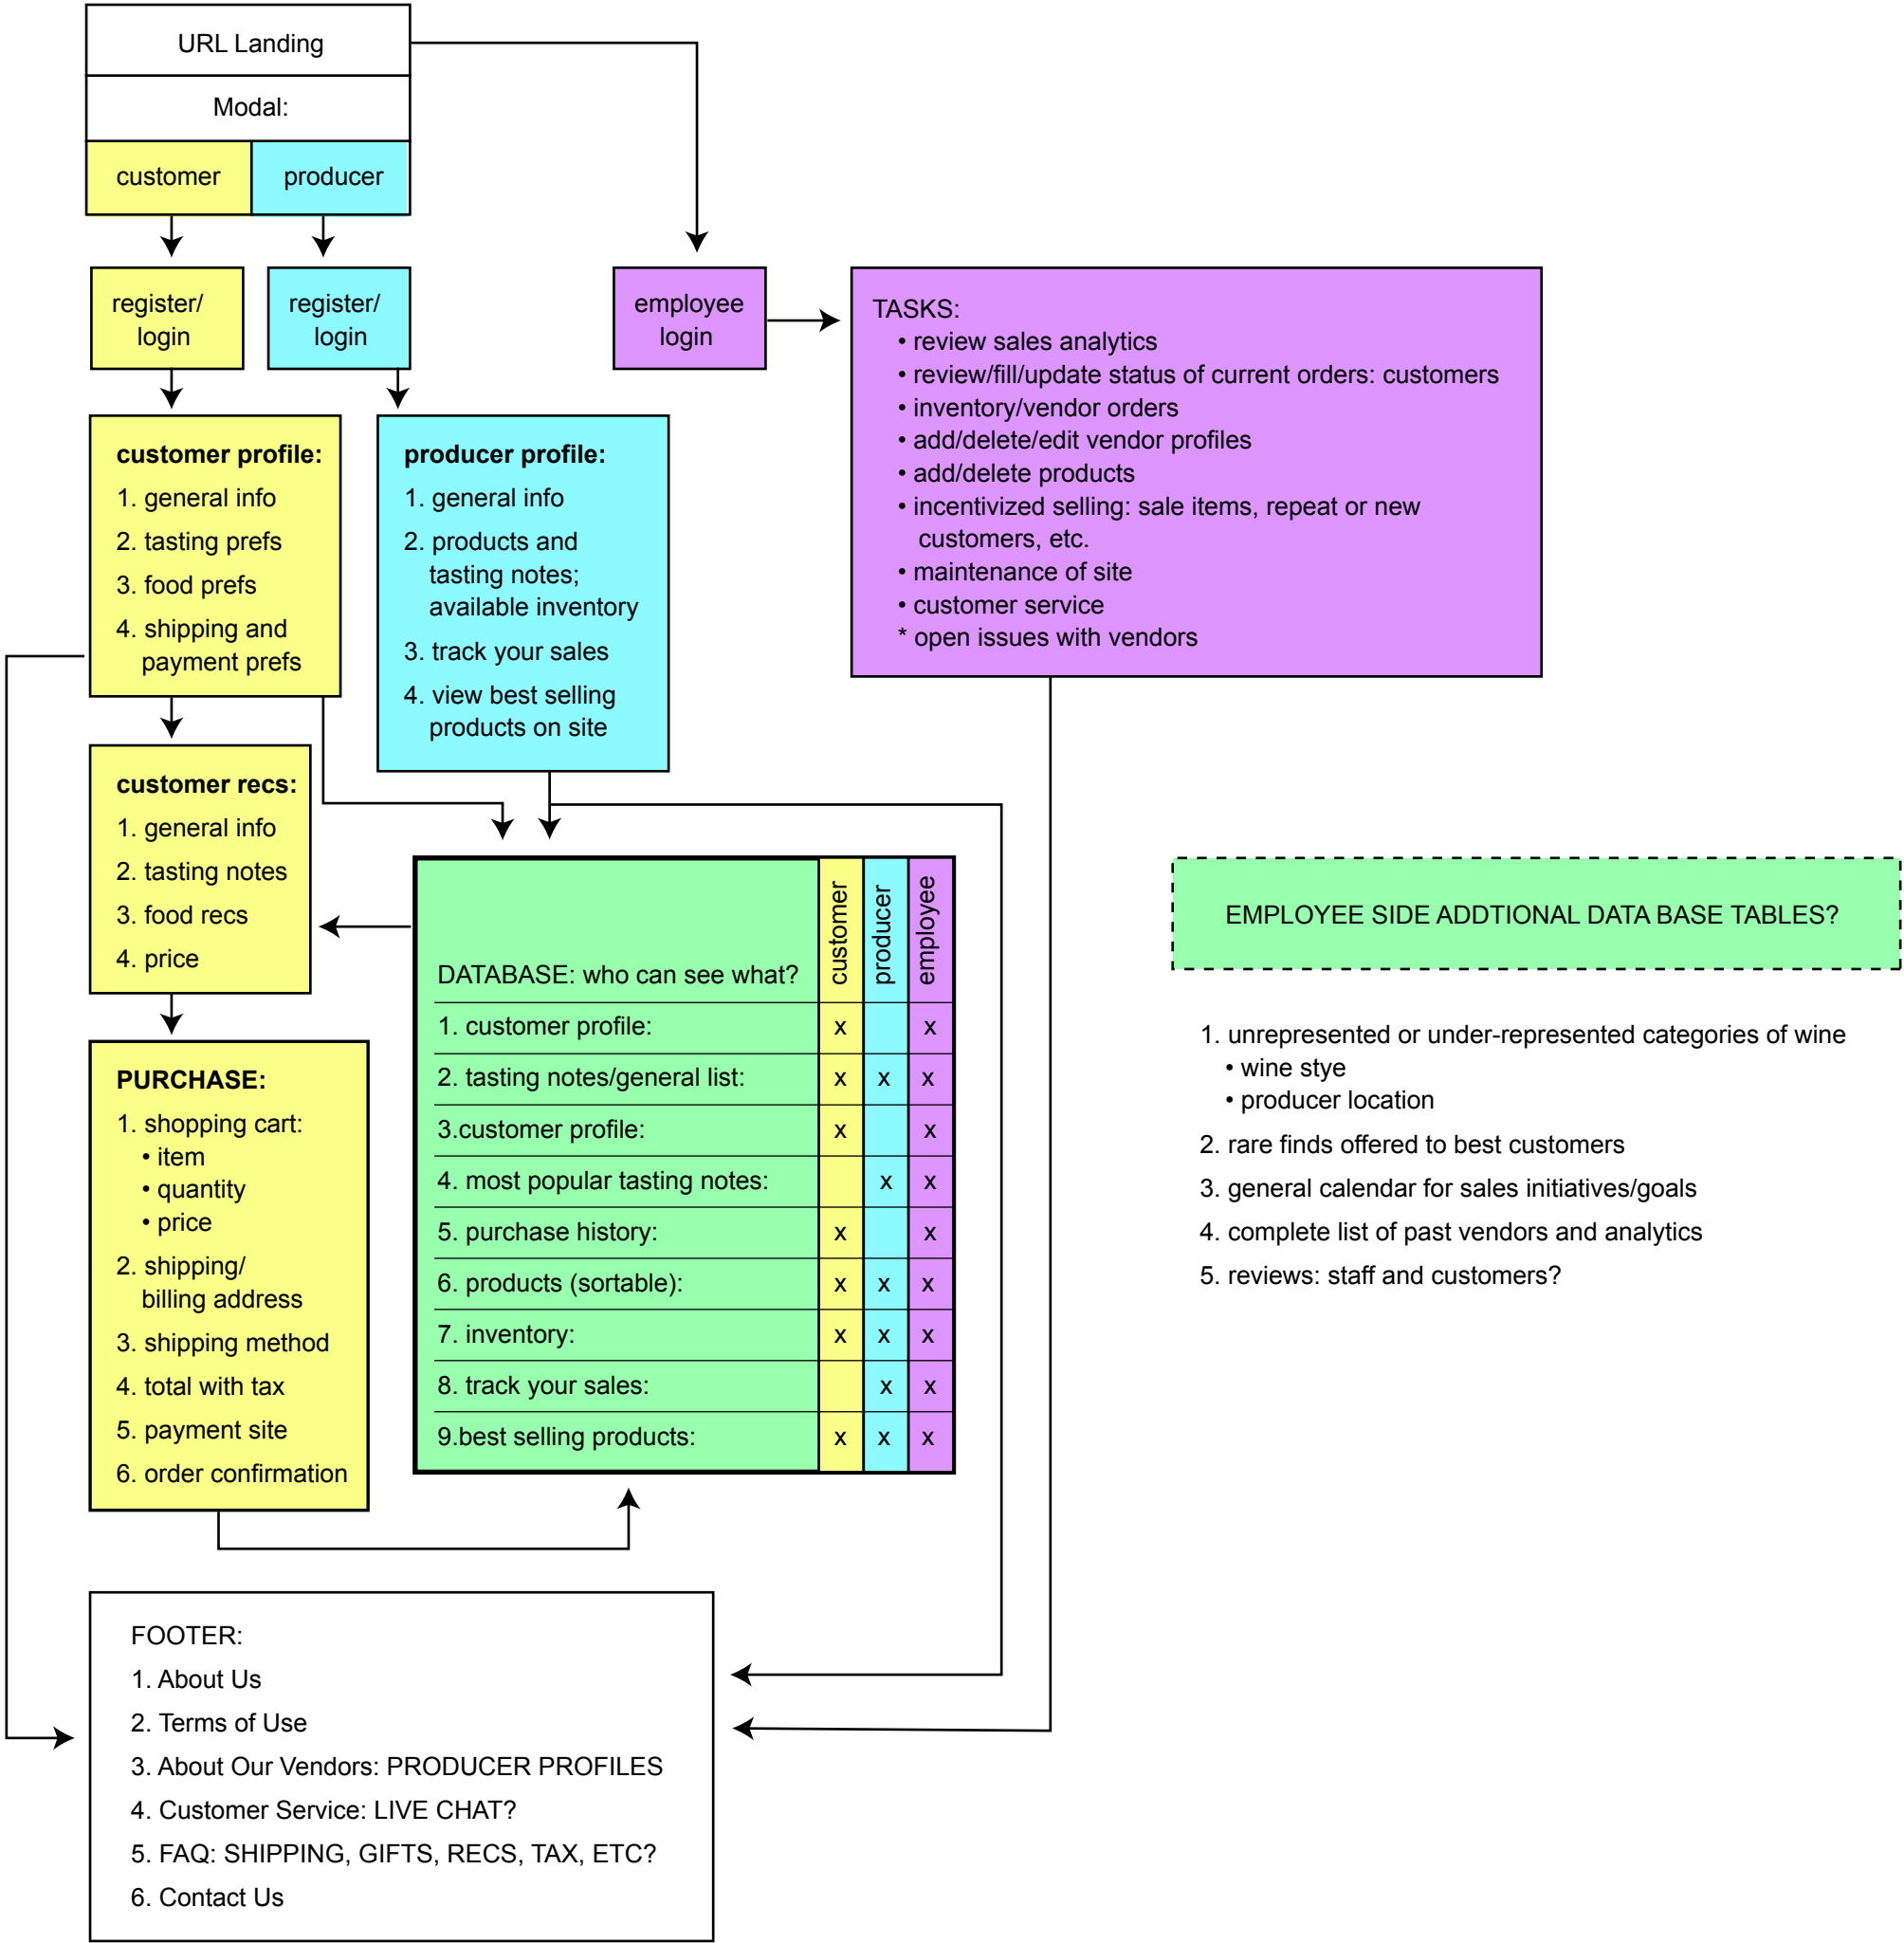 URL Landing
Modal:
customer
producer
register/
login
register/
login
employee
login
TASKS:
• review sales analytics
• review/fill/update status of current orders: customers
• inventory/vendor orders
• add/delete/edit vendor profiles
• add/delete products
• incentivized selling: sale items, repeat or new
customers, etc.
• maintenance of site
• customer service
* open issues with vendors
customer profile:
1. general info
2. tasting prefs
3. food prefs
4. shipping and
payment prefs
producer profile:
1. general info
2. products and
tasting notes;
available inventory
3. track your sales
4. view best selling
products on site
customer recs:
1. general info
2. tasting notes
3. food recs
4. price
PURCHASE:
1. shopping cart:
• item
• quantity
• price
2. shipping/
billing address
3. shipping method
4. total with tax
5. payment site
6. order confirmation
DATABASE: who can see what? customer producer employee
1. customer profile: x x
2. tasting notes/general list: x x x
3.customer profile: x x
4. most popular tasting notes: x x
5. purchase history: x x
6. products (sortable): x x x
7. inventory: x x x
8. track your sales: x x
9.best selling products: x x x
EMPLOYEE SIDE ADDTIONAL DATA BASE TABLES?
1. unrepresented or under-represented categories of wine
• wine stye
• producer location
2. rare finds offered to best customers
3. general calendar for sales initiatives/goals
4. complete list of past vendors and analytics
5. reviews: staff and customers?
FOOTER:
1. About Us
2. Terms of Use
3. About Our Vendors: PRODUCER PROFILES
4. Customer Service: LIVE CHAT?
5. FAQ: SHIPPING, GIFTS, RECS, TAX, ETC?
6. Contact Us